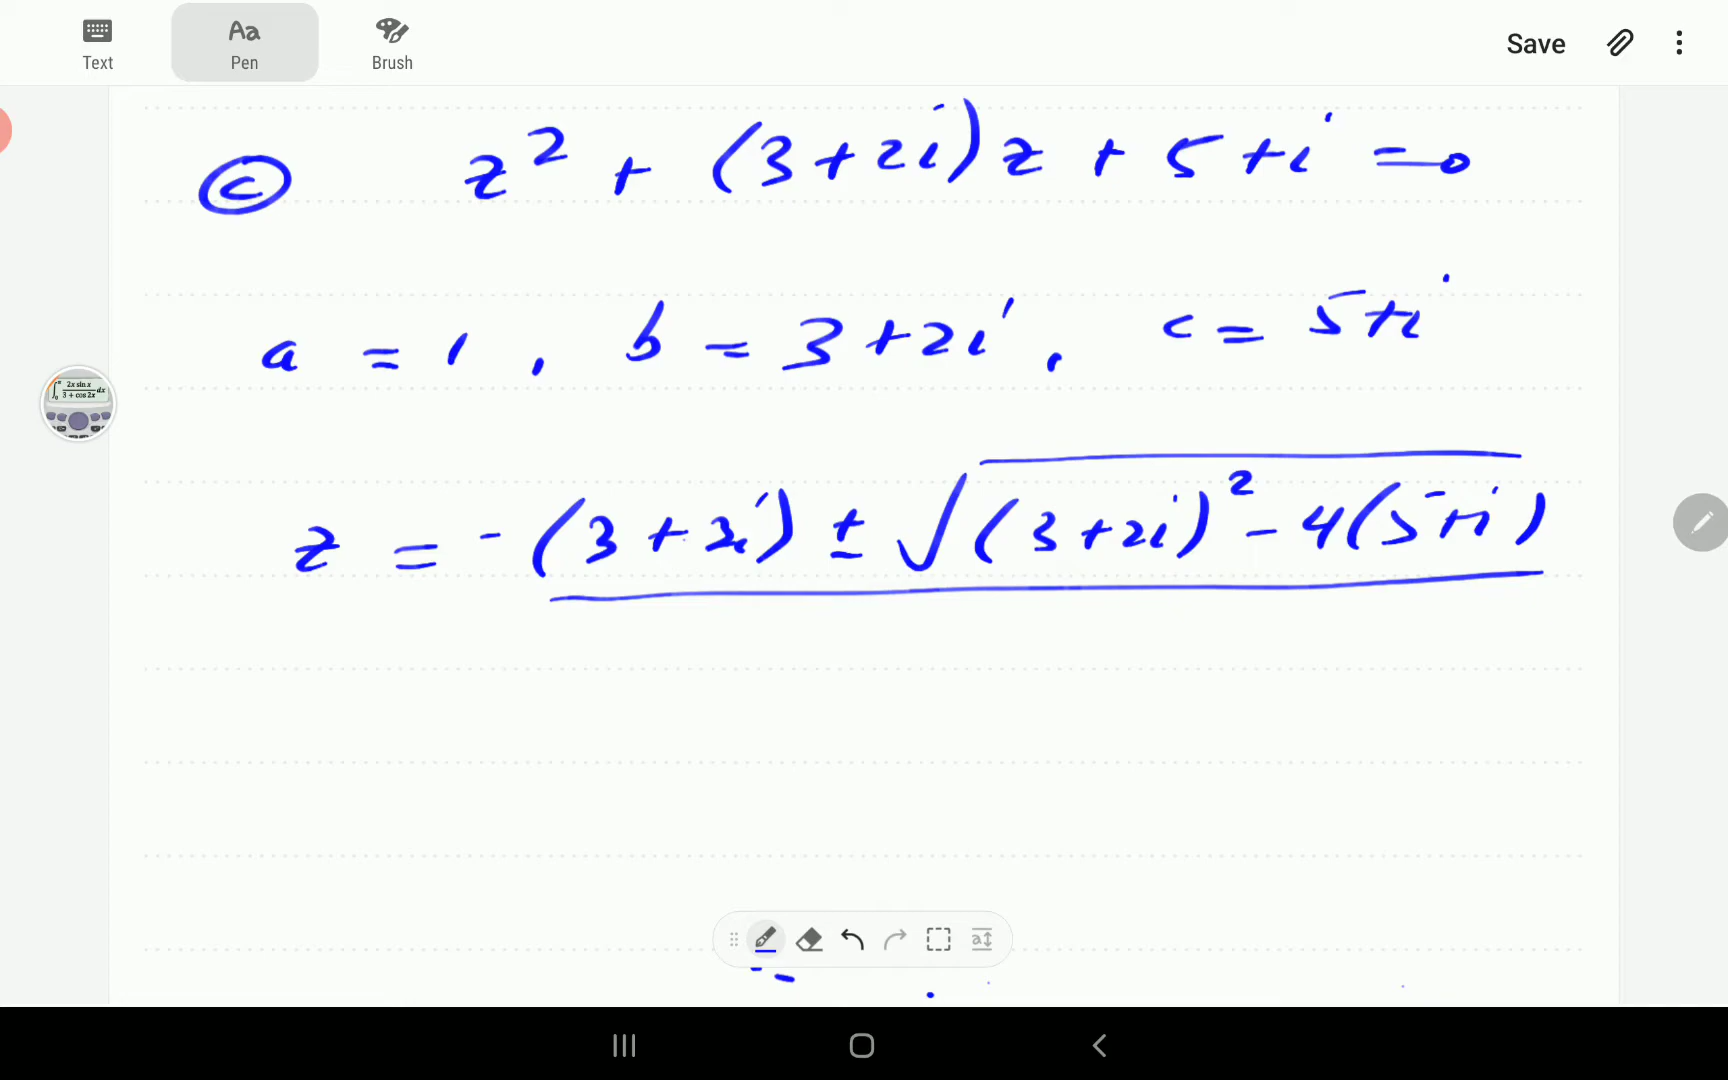 Text Pen Brush Save
c z² + (3+2i)z + 5+i = 0
a = 1, b = 3+2i, c = 5+i
z = -(3+2i) ± √(3+2i)² - 4(5+i)